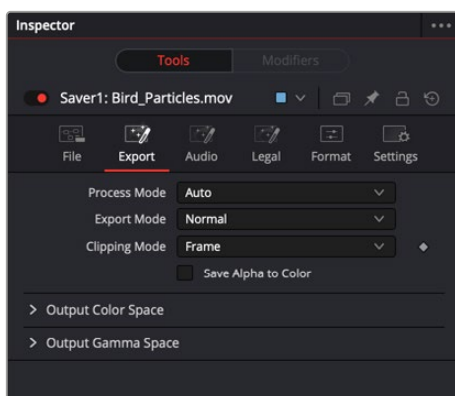 Inspector
Tools Modifiers
Saver1: Bird_Particles.mov
File Export Audio Legal Format Settings
Process Mode Auto
Export Mode Normal
Clipping Mode Frame
Save Alpha to Color
Output Color Space
Output Gamma Space